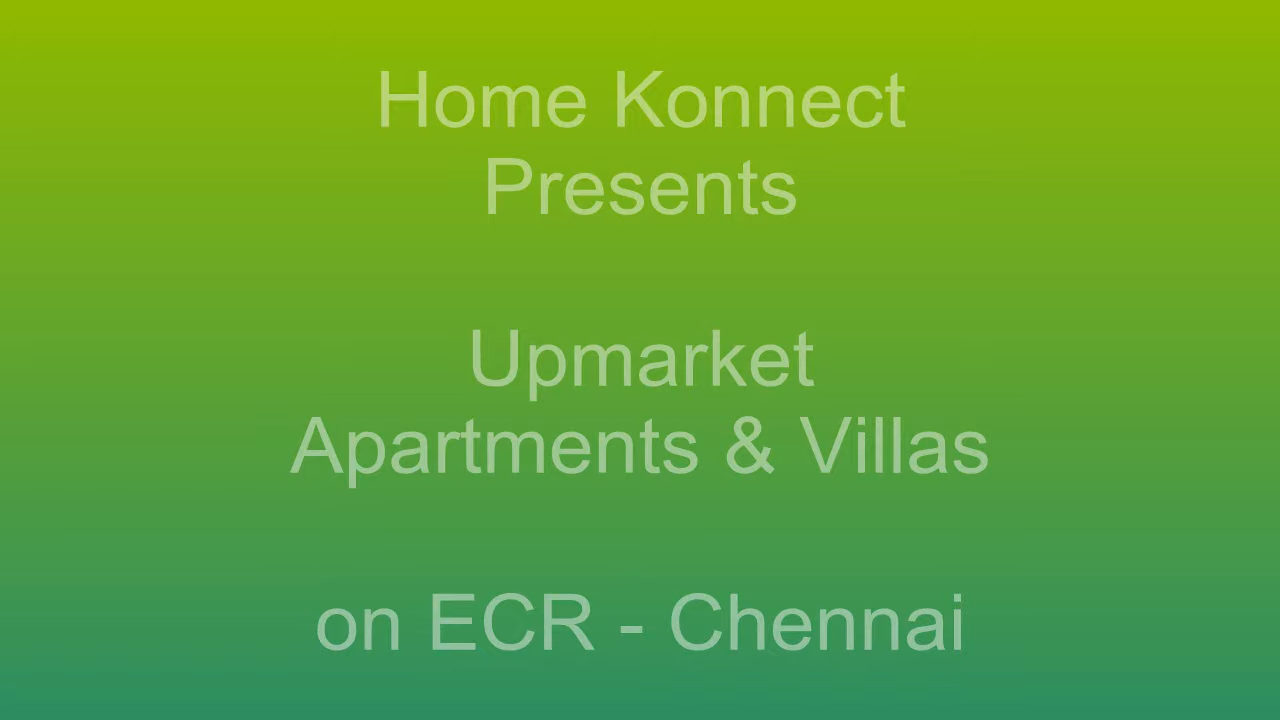 Home Konnect
Presents
Upmarket
Apartments & Villas
on ECR - Chennai